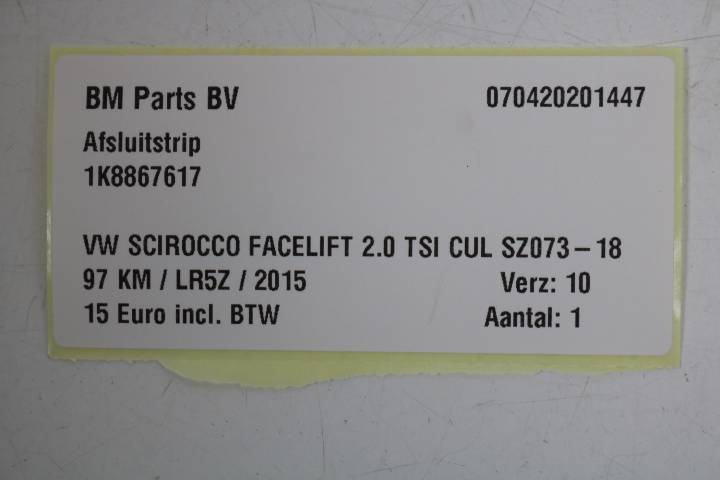 BM Parts BV 070420201447
Afsluitstrip
1K8867617
VW SCIROCCO FACELIFT 2.0 TSI CUL SZ073-18
97 KM / LR5Z / 2015 Verz: 10
15 Euro incl. BTW Aantal: 1